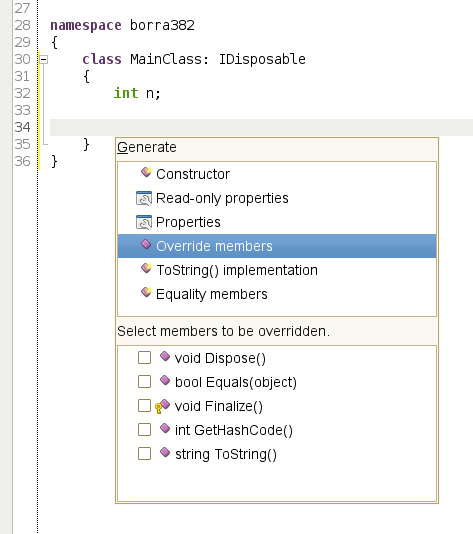 27
28 namespace borra382
29 {
30 class MainClass: IDisposable
31 {
32 int n;
33
34
35 }
36 }
Generate
Constructor
Read-only properties
Properties
Override members
ToString() implementation
Equality members
Select members to be overridden.
void Dispose()
bool Equals(object)
void Finalize()
int GetHashCode()
string ToString()